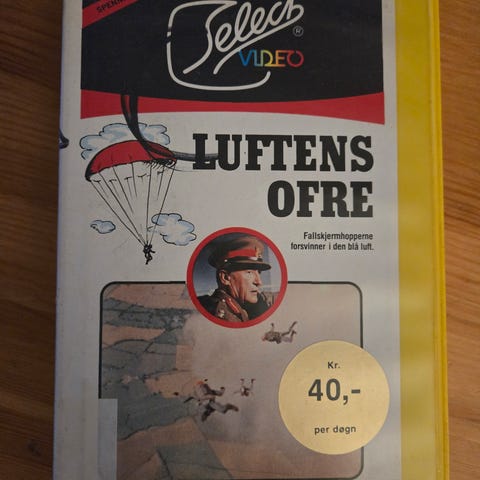 Select
®
VIDEO
LUFTENS
OFRE
Fallskjermhopperne
forsvinner i den blå luft.
Kr.
40,-
per døgn